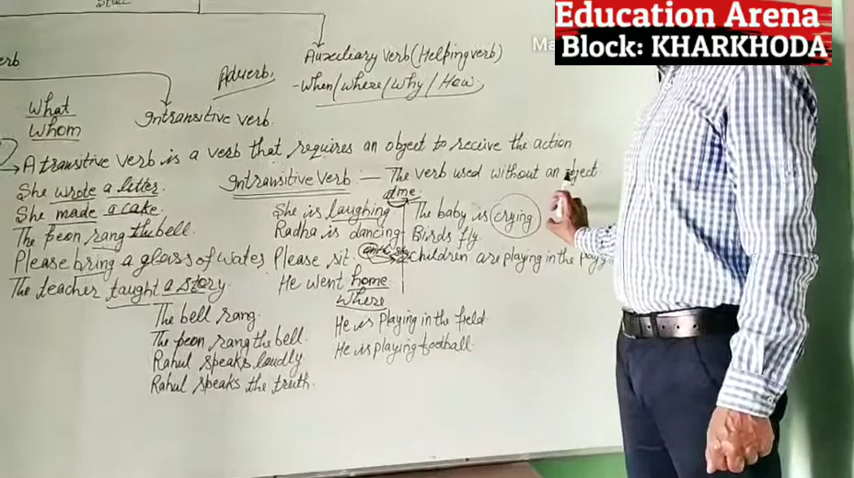 Education Arena
Block: KHARKHODA
erb
Auxiliary verb (Helping verb)
Adverb
- When/where/Why/How
What
Whom
Intransitive verb
A transitive verb is a verb that requires an object to receive the action
She wrote a litter
Intransitive verb — The verb used without an object
at me
She made a cake
She is laughing
The baby is crying
The peon rang the bell
Radha is dancing
Birds fly
Please bring a glass of wates
Please sit.
Children are playing in the
The teacher taught a story
He went home
where
The bell rang.
He is Playing in the field
The peon rang the bell.
He is playing football.
Rahul speaks loudly
Rahul speaks the truth.